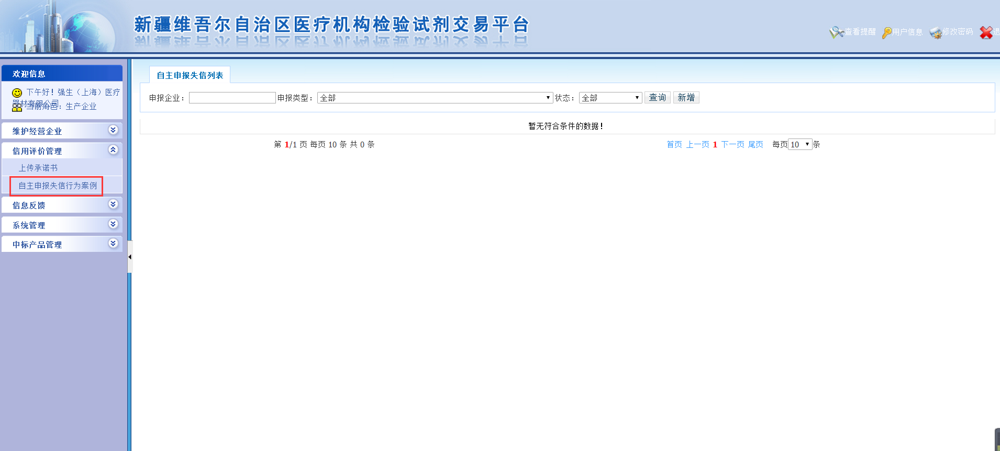 新疆维吾尔自治区医疗机构检验试剂交易平台
查看提醒 用户信息 修改密码 退
欢迎信息
下午好！强生（上海）医疗
器材有限公司
当前角色：生产企业
维护经营企业
信用评价管理
上传承诺书
自主申报失信行为案例
信息反馈
系统管理
中标产品管理
自主申报失信列表
申报企业： 申报类型： 全部 状态： 全部 查询 新增
暂无符合条件的数据！
第 1/1 页 每页 10 条 共 0 条 首页 上一页 1 下一页 尾页 每页 10 条